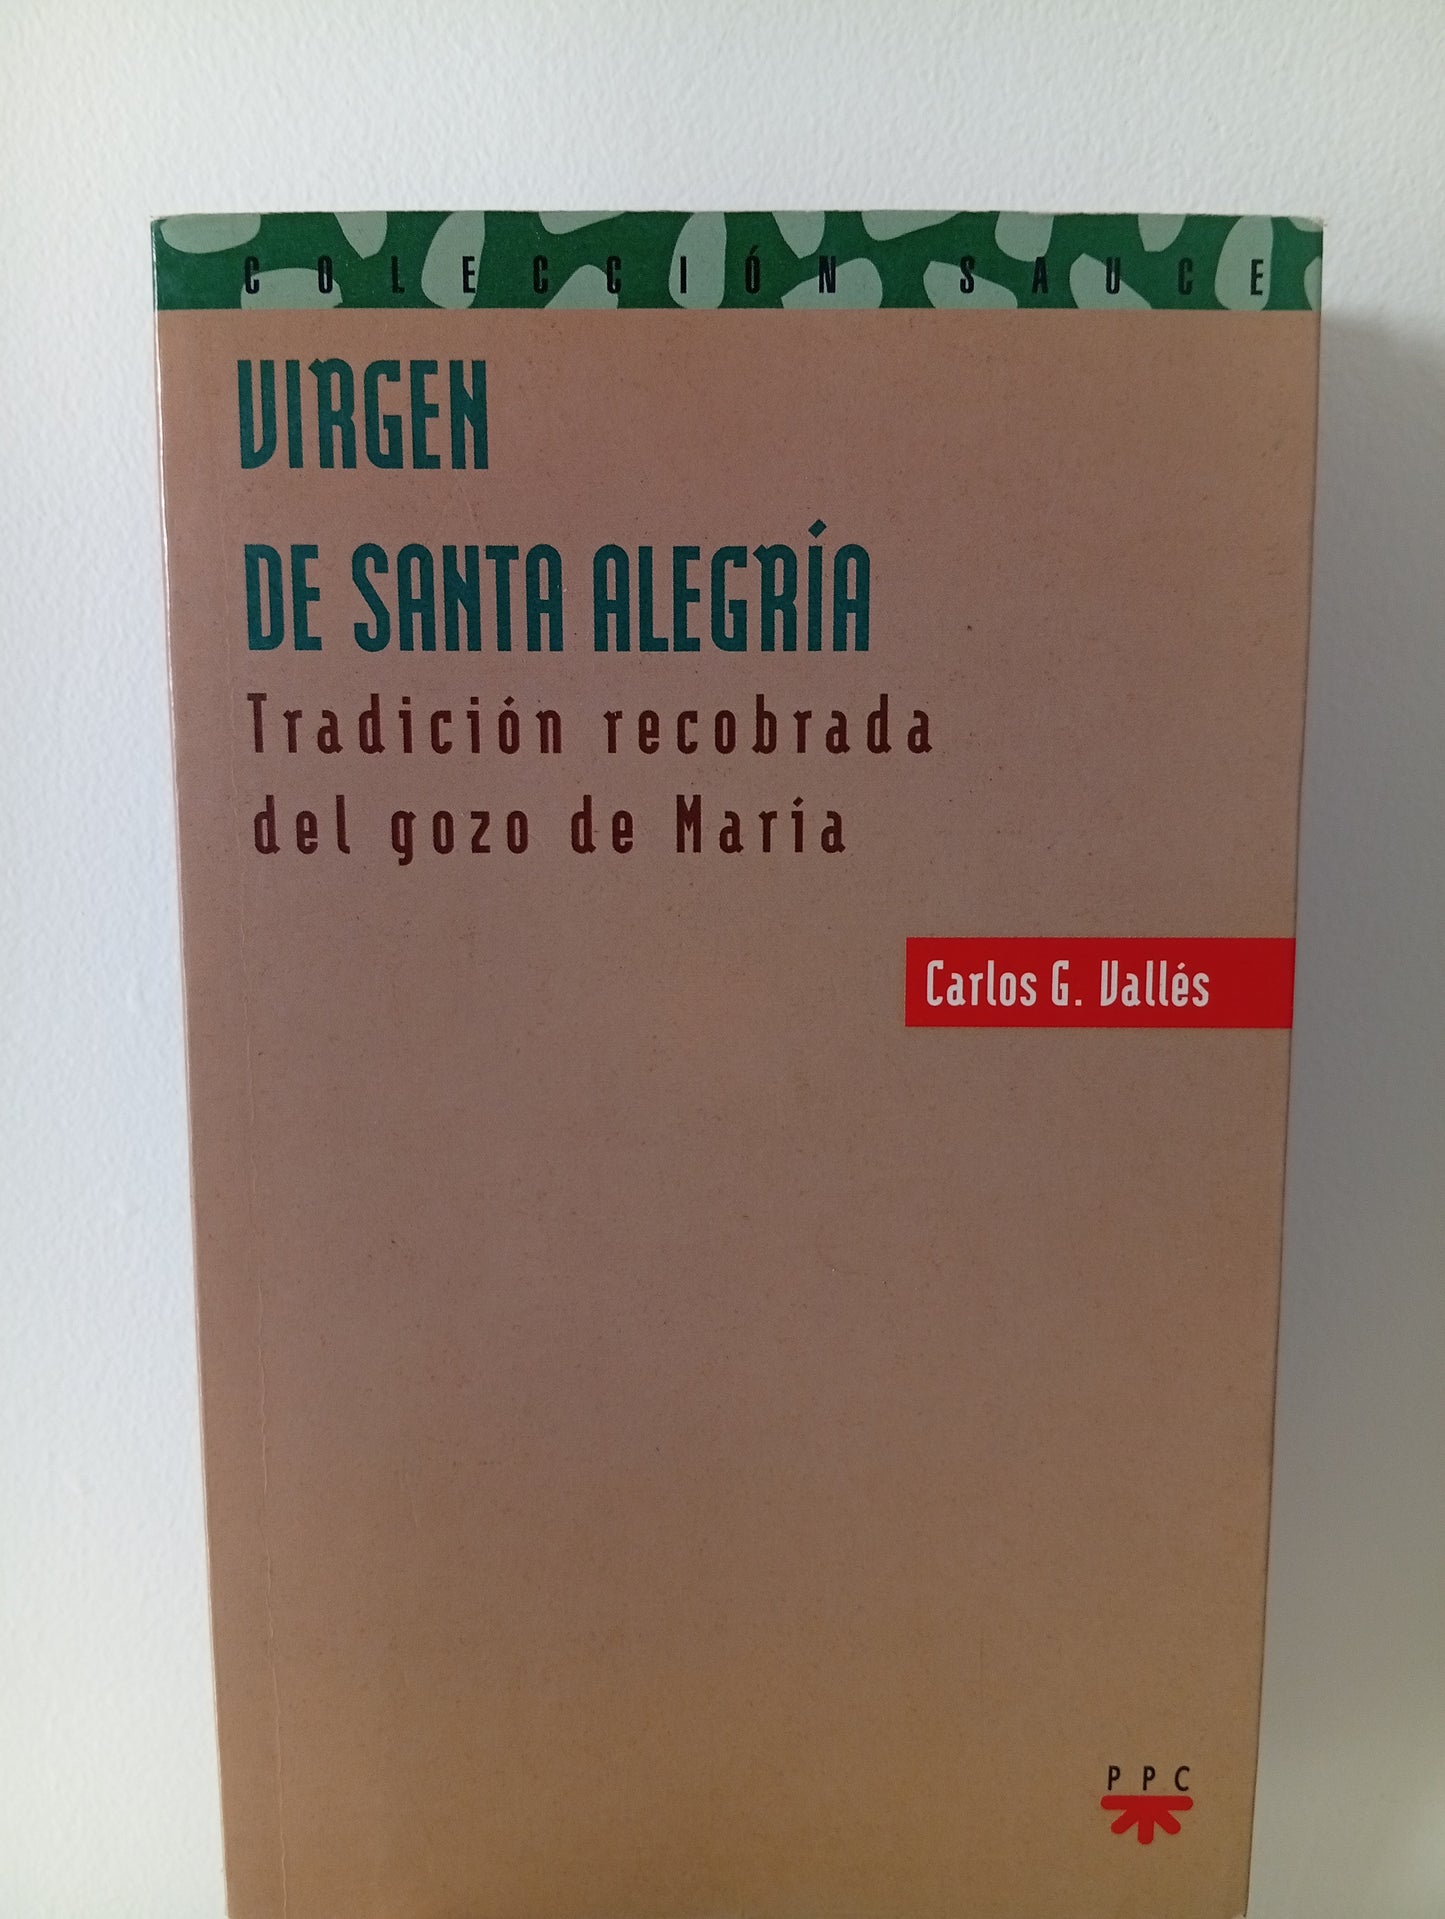 COLECCIÓN SAUCE
VIRGEN
DE SANTA ALEGRÍA
Tradición recobrada
del gozo de María
Carlos G. Vallés
PPC